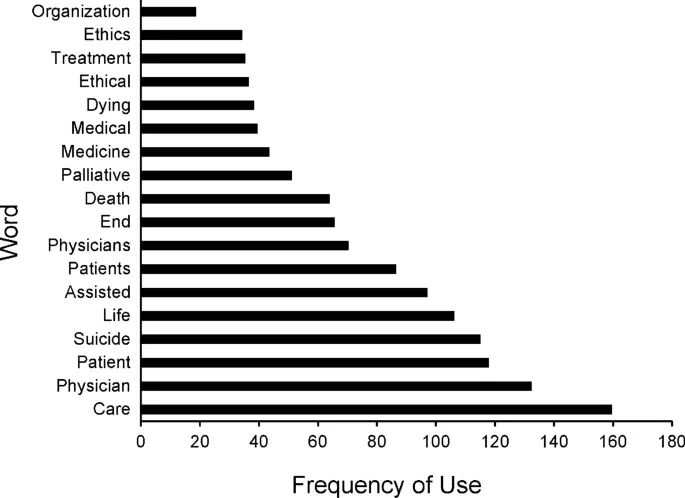 Organization
Ethics
Treatment
Ethical
Dying
Medical
Medicine
Palliative
Death
End
Physicians
Patients
Assisted
Life
Suicide
Patient
Physician
Care
Word
0 20 40 60 80 100 120 140 160 180
Frequency of Use